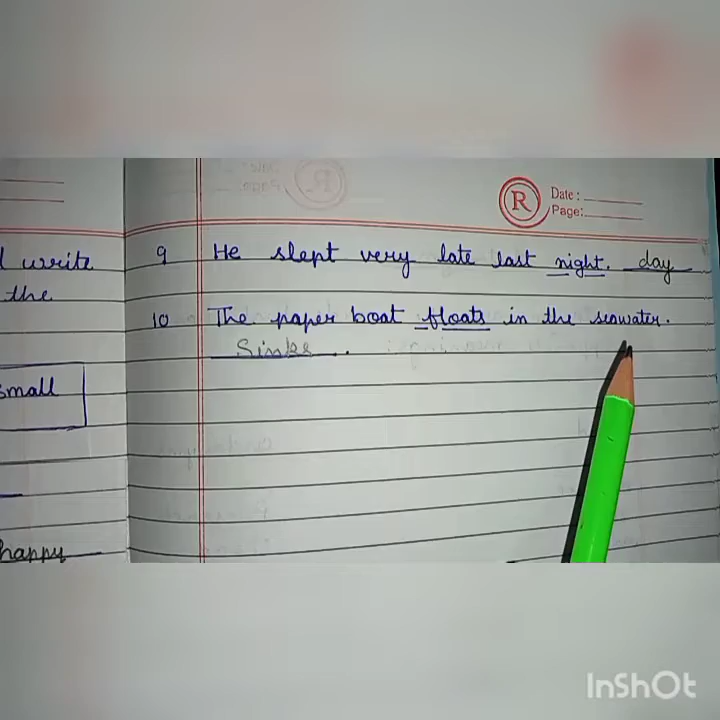 R
Date:
Page:
l write
the
small
happy
9 He slept very late last night. day
10 The paper boat floats in the seawater.
Sinks
InShOt